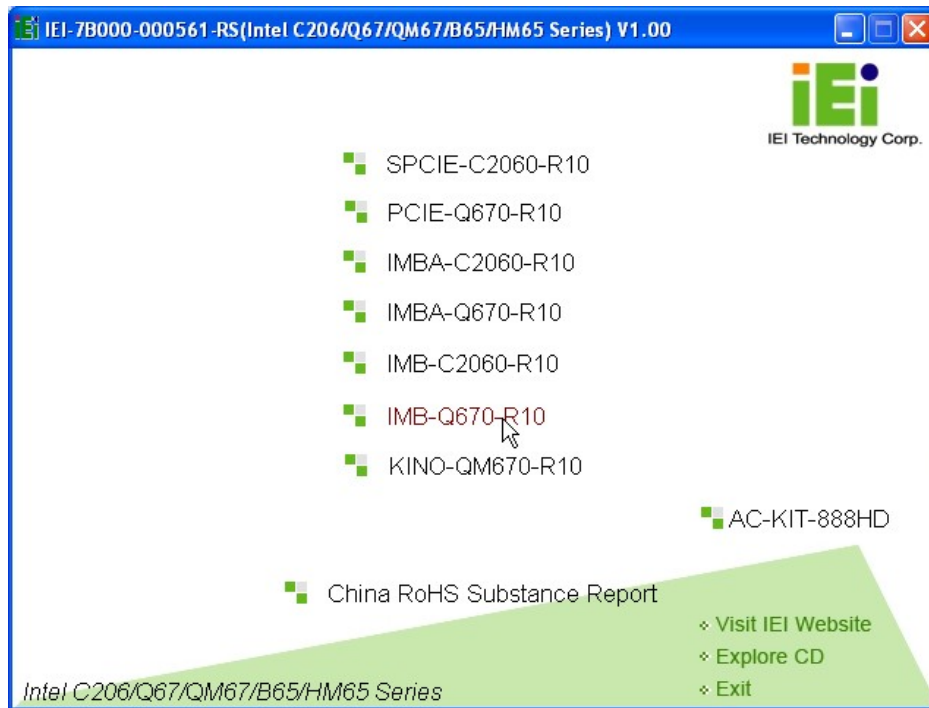 IEI-7B000-000561-RS(Intel C206/Q67/QM67/B65/HM65 Series) V1.00
iEi
IEI Technology Corp.
SPCIE-C2060-R10
PCIE-Q670-R10
IMBA-C2060-R10
IMBA-Q670-R10
IMB-C2060-R10
IMB-Q670-R10
KINO-QM670-R10
AC-KIT-888HD
China RoHS Substance Report
Visit IEI Website
Explore CD
Exit
Intel C206/Q67/QM67/B65/HM65 Series